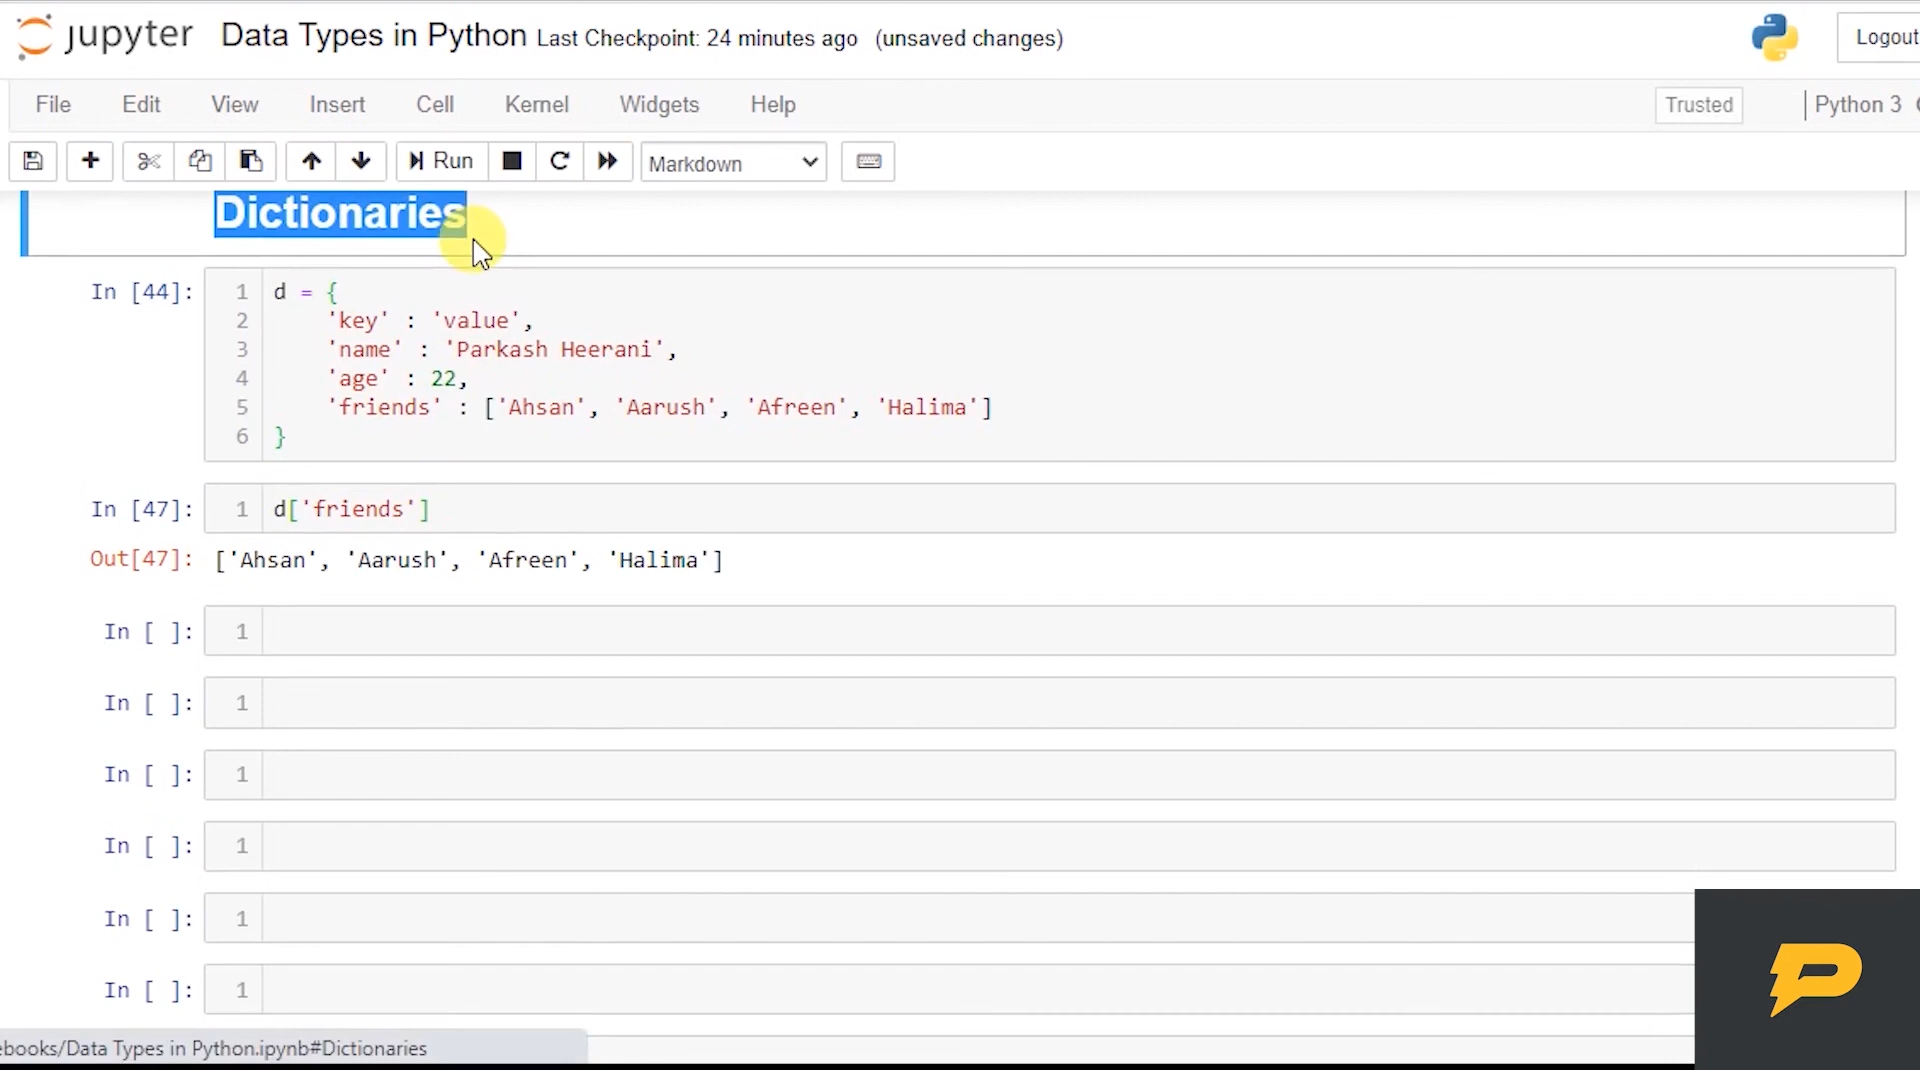 jupyter Data Types in Python Last Checkpoint: 24 minutes ago (unsaved changes)
Logout
File Edit View Insert Cell Kernel Widgets Help
Trusted
Python 3
Run
Markdown
Dictionaries
In [44]:
1 d = {
2 'key' : 'value',
3 'name' : 'Parkash Heerani',
4 'age' : 22,
5 'friends' : ['Ahsan', 'Aarush', 'Afreen', 'Halima']
6 }
In [47]: 1 d['friends']
Out[47]: ['Ahsan', 'Aarush', 'Afreen', 'Halima']
In [ ]: 1
In [ ]: 1
In [ ]: 1
In [ ]: 1
In [ ]: 1
In [ ]: 1
ebooks/Data Types in Python.ipynb#Dictionaries